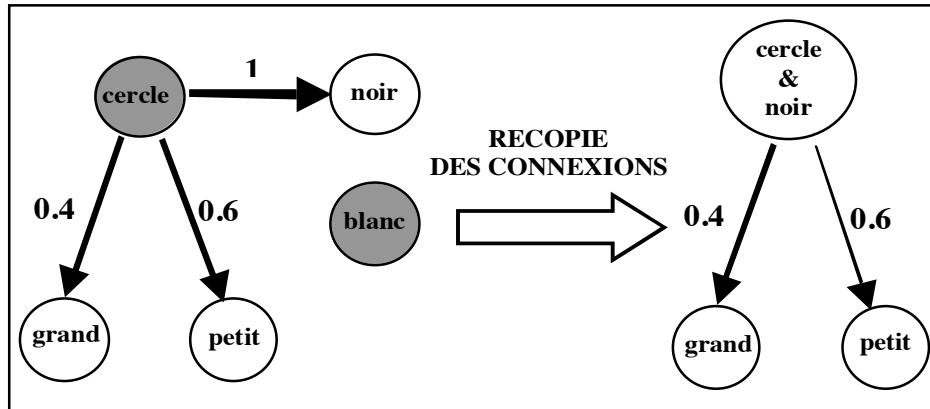 cercle
1
noir
0.4
0.6
blanc
grand
petit
RECOPIE
DES CONNEXIONS
cercle
&
noir
0.4
0.6
grand
petit